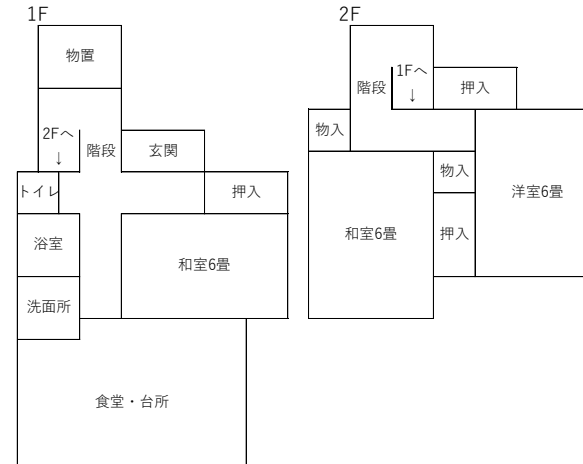 1F
物置
2Fへ
↓
階段
玄関
トイレ
押入
浴室
和室6畳
洗面所
食堂・台所
2F
1Fへ
↓
階段
押入
物入
物入
洋室6畳
和室6畳
押入